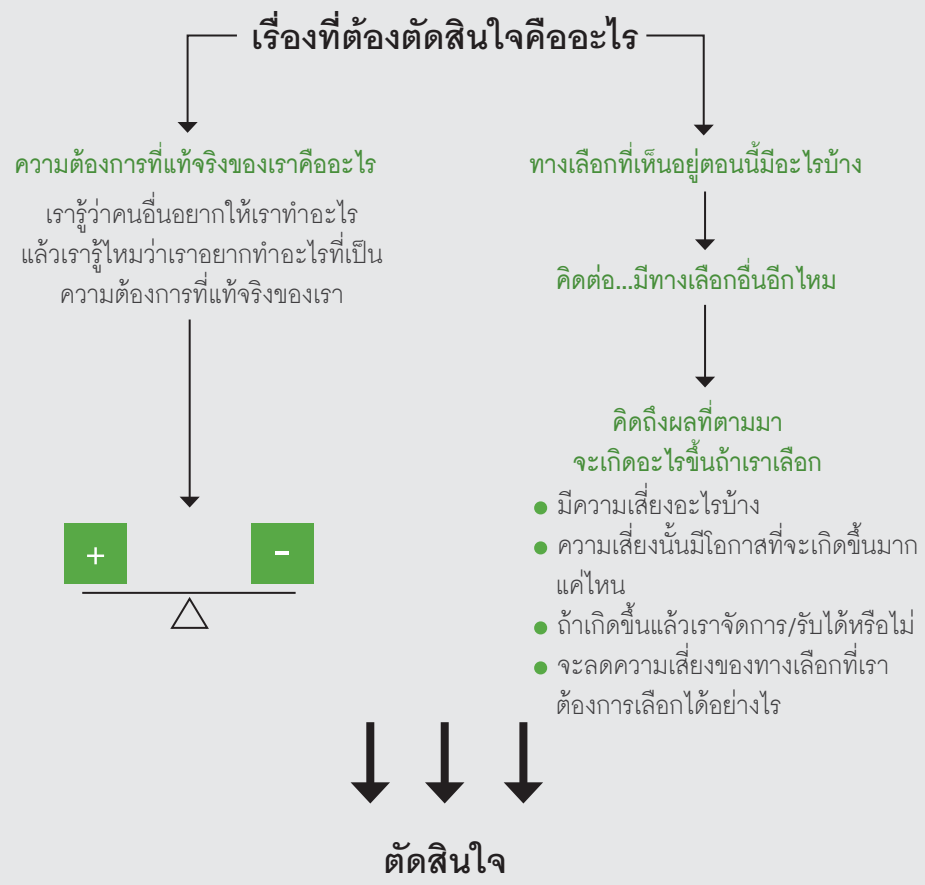 เรื่องที่ต้องตัดสินใจคืออะไร
ความต้องการที่แท้จริงของเราคืออะไร
เรารู้ว่าคนอื่นอยากให้เราทำอะไร
แล้วเรารู้ไหมว่าเราอยากทำอะไรที่เป็น
ความต้องการที่แท้จริงของเรา
+
-
ทางเลือกที่เห็นอยู่ตอนนี้มีอะไรบ้าง
คิดต่อ...มีทางเลือกอื่นอีกไหม
คิดถึงผลที่ตามมา
จะเกิดอะไรขึ้นถ้าเราเลือก
● มีความเสี่ยงอะไรบ้าง
● ความเสี่ยงนั้นมีโอกาสที่จะเกิดขึ้นมาก
แค่ไหน
● ถ้าเกิดขึ้นแล้วเราจัดการ/รับได้หรือไม่
● จะลดความเสี่ยงของทางเลือกที่เรา
ต้องการเลือกได้อย่างไร
ตัดสินใจ